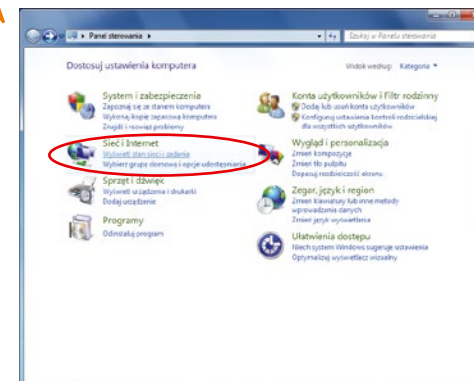 A
Panel sterowania
Szukaj w Panelu sterowania
Dostosuj ustawienia komputera
Widok według: Kategoria
System i zabezpieczenia
Zapoznaj się ze stanem komputera
Wykonaj kopię zapasową komputera
Znajdź i rozwiąż problemy
Sieć i Internet
Wyświetl stan sieci i zadania
Wybierz grupę domową i opcje udostępniania
Sprzęt i dźwięk
Wyświetl urządzenia i drukarki
Dodaj urządzenie
Programy
Odinstaluj program
Konta użytkowników i Filtr rodzinny
Dodaj lub usuń konta użytkowników
Konfiguruj ustawienia kontroli rodzicielskiej
dla wszystkich użytkowników
Wygląd i personalizacja
Zmień kompozycję
Zmień tło pulpitu
Dopasuj rozdzielczość ekranu
Zegar, język i region
Zmień klawiatury lub inne metody
wprowadzania danych
Zmień język wyświetlania
Ułatwienia dostępu
Niech system Windows sugeruje ustawienia
Optymalizuj wyświetlacz wizualny